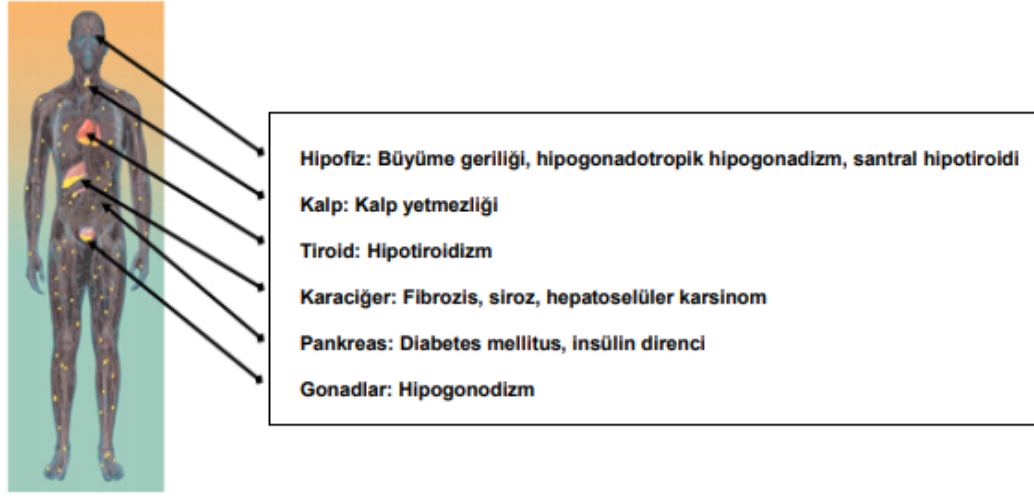 Hipofiz: Büyüme geriliği, hipogonadotropik hipogonadizm, santral hipotiroidi
Kalp: Kalp yetmezliği
Tiroid: Hipotiroidizm
Karaciğer: Fibrozis, siroz, hepatoselüler karsinom
Pankreas: Diabetes mellitus, insülin direnci
Gonadlar: Hipogonodizm